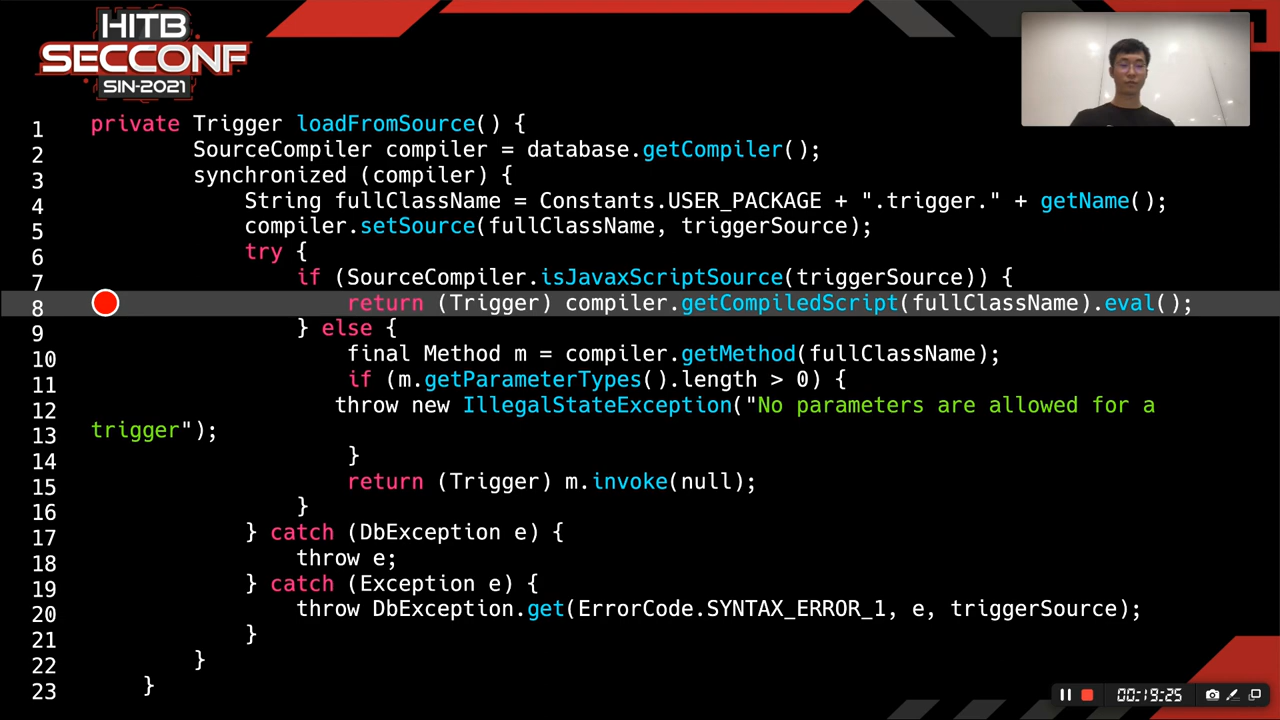 HITB
SECCONF
SIN-2021
1 private Trigger loadFromSource() {
2 SourceCompiler compiler = database.getCompiler();
3 synchronized (compiler) {
4 String fullClassName = Constants.USER_PACKAGE + ".trigger." + getName();
5 compiler.setSource(fullClassName, triggerSource);
6 try {
7 if (SourceCompiler.isJavaxScriptSource(triggerSource)) {
8 return (Trigger) compiler.getCompiledScript(fullClassName).eval();
9 } else {
10 final Method m = compiler.getMethod(fullClassName);
11 if (m.getParameterTypes().length > 0) {
12 throw new IllegalStateException("No parameters are allowed for a
13 trigger");
14 }
15 return (Trigger) m.invoke(null);
16 }
17 } catch (DbException e) {
18 throw e;
19 } catch (Exception e) {
20 throw DbException.get(ErrorCode.SYNTAX_ERROR_1, e, triggerSource);
21 }
22 }
23 }
00:19:25